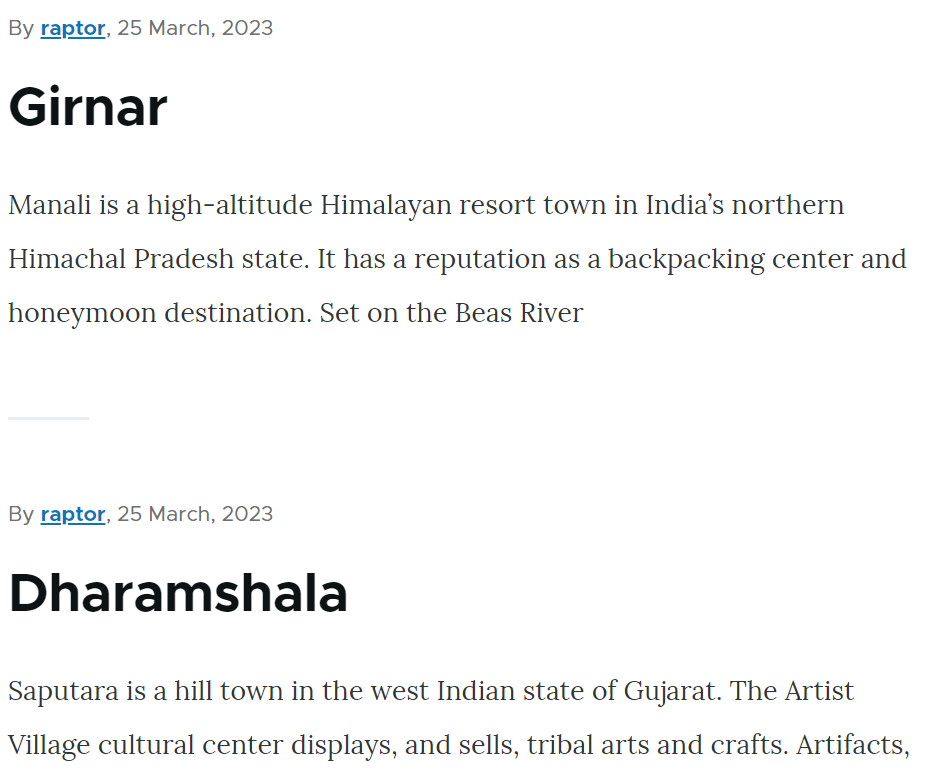 By raptor, 25 March, 2023
Girnar
Manali is a high-altitude Himalayan resort town in India’s northern
Himachal Pradesh state. It has a reputation as a backpacking center and
honeymoon destination. Set on the Beas River
By raptor, 25 March, 2023
Dharamshala
Saputara is a hill town in the west Indian state of Gujarat. The Artist
Village cultural center displays, and sells, tribal arts and crafts. Artifacts,